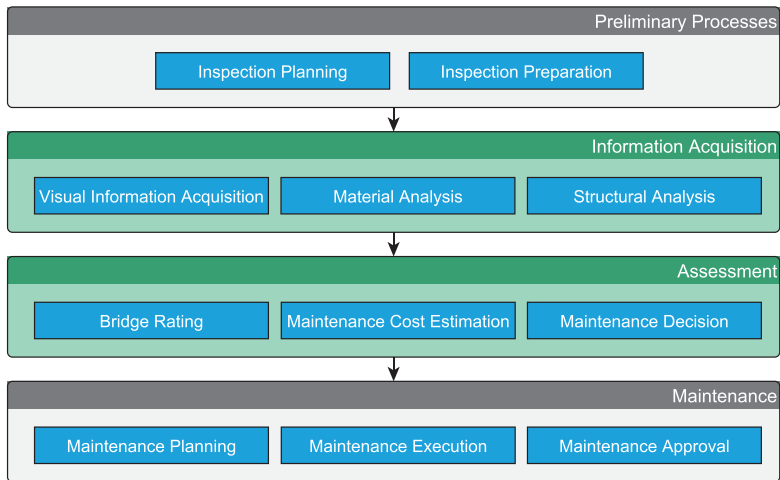 Preliminary Processes
Inspection Planning
Inspection Preparation
Information Acquisition
Visual Information Acquisition
Material Analysis
Structural Analysis
Assessment
Bridge Rating
Maintenance Cost Estimation
Maintenance Decision
Maintenance
Maintenance Planning
Maintenance Execution
Maintenance Approval